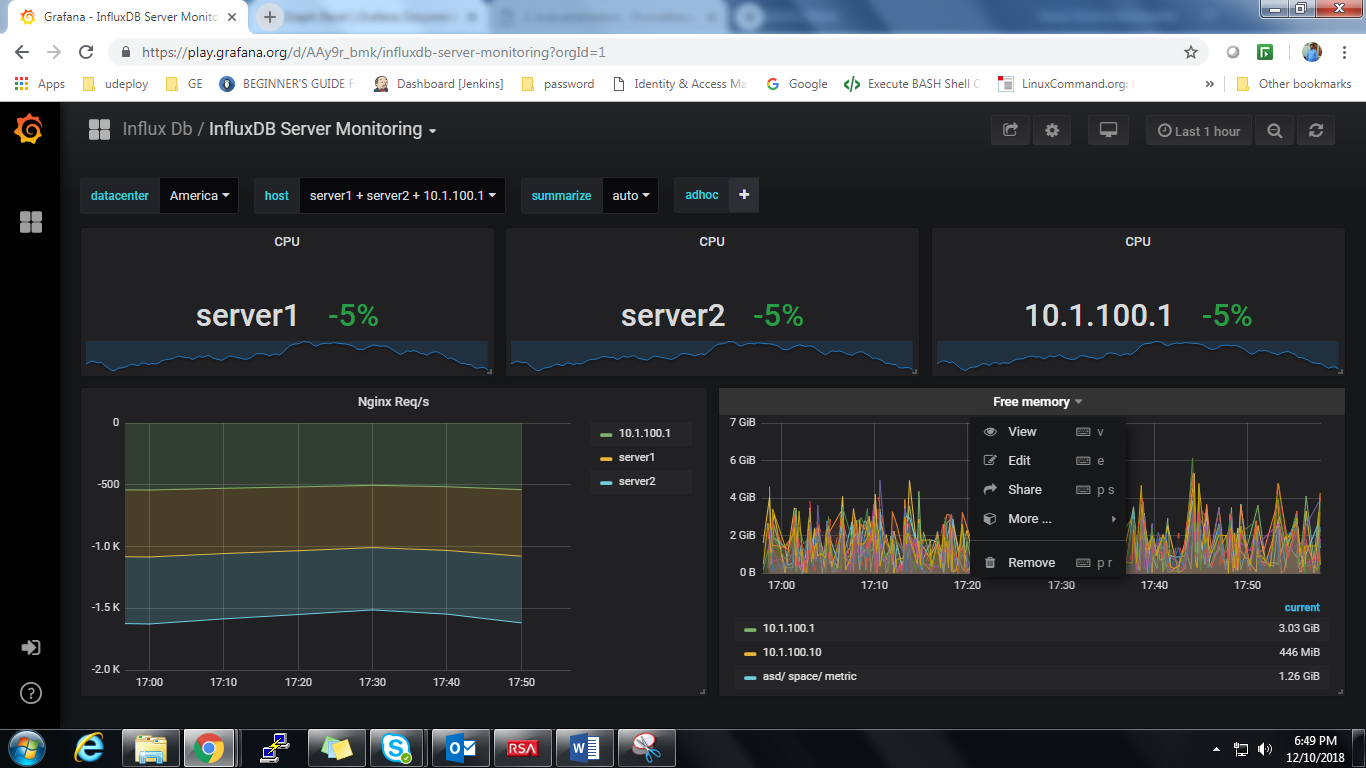 Grafana - InfluxDB Server Monito
https://play.grafana.org/d/AAy9r_bmk/influxdb-server-monitoring?orgId=1
Apps udeploy GE BEGINNER'S GUIDE F Dashboard [Jenkins] password Identity & Access Ma Google Execute BASH Shell C LinuxCommand.org: » Other bookmarks
Influx Db / InfluxDB Server Monitoring
Last 1 hour
datacenter America host server1 + server2 + 10.1.100.1 summarize auto adhoc +
CPU
server1 -5%
CPU
server2 -5%
CPU
10.1.100.1 -5%
Nginx Req/s
0
-500
-1.0 K
-1.5 K
-2.0 K
17:00 17:10 17:20 17:30 17:40 17:50
10.1.100.1
server1
server2
Free memory
7 GiB
6 GiB
4 GiB
2 GiB
0 B
17:00 17:10 17:20 17:30 17:40 17:50
View v
Edit e
Share p s
More ...
Remove p r
current
10.1.100.1 3.03 GiB
10.1.100.10 446 MiB
asd/ space/ metric 1.26 GiB
RSA
6:49 PM
12/10/2018